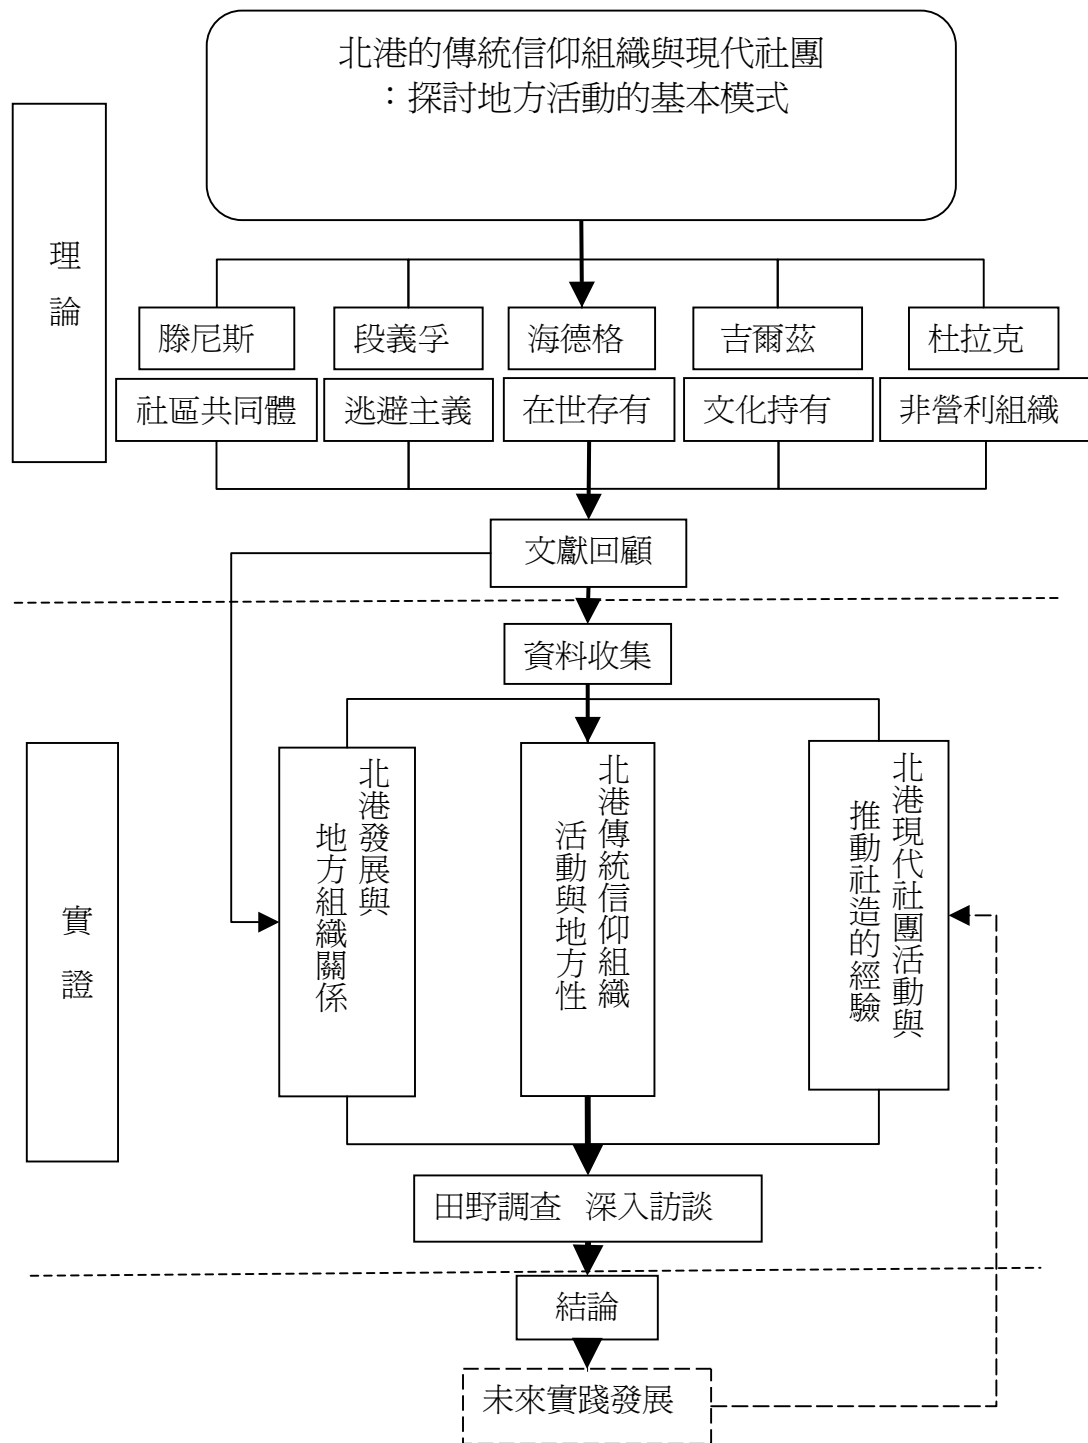 北港的傳統信仰組織與現代社團
：探討地方活動的基本模式
理論
滕尼斯
段義孚
海德格
吉爾茲
杜拉克
社區共同體
逃避主義
在世存有
文化持有
非營利組織
文獻回顧
資料收集
實證
北港發展與
地方組織關係
北港傳統信仰組織
活動與地方性
北港現代社團活動與
推動社造的經驗
田野調查 深入訪談
結論
未來實踐發展